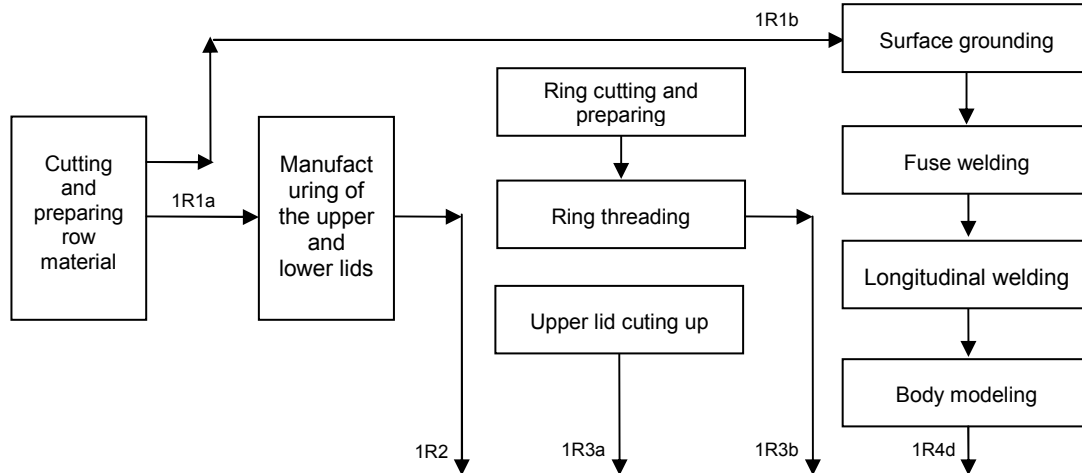 1R1b
Surface grounding
Ring cutting and
preparing
Cutting
and
preparing
row
material
1R1a
Manufact
uring of
the upper
and
lower lids
Fuse welding
Ring threading
Longitudinal welding
Upper lid cuting up
Body modeling
1R2
1R3a
1R3b
1R4d